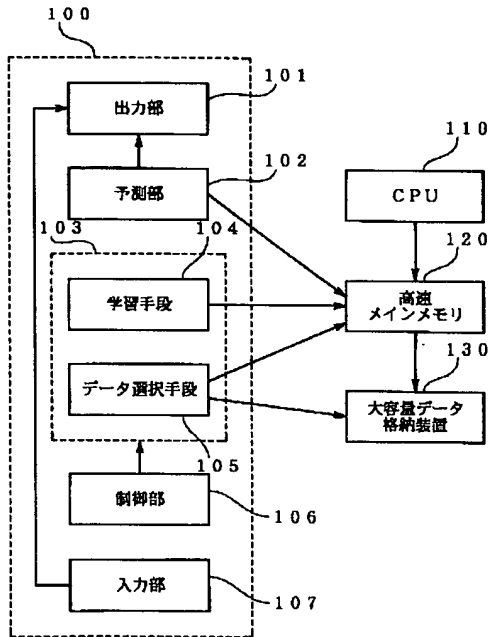 100
101
出力部
102
予測部
110
CPU
103
104
120
学習手段
高速
メインメモリ
データ選択手段
130
大容量データ
格納装置
105
制御部
106
入力部
107